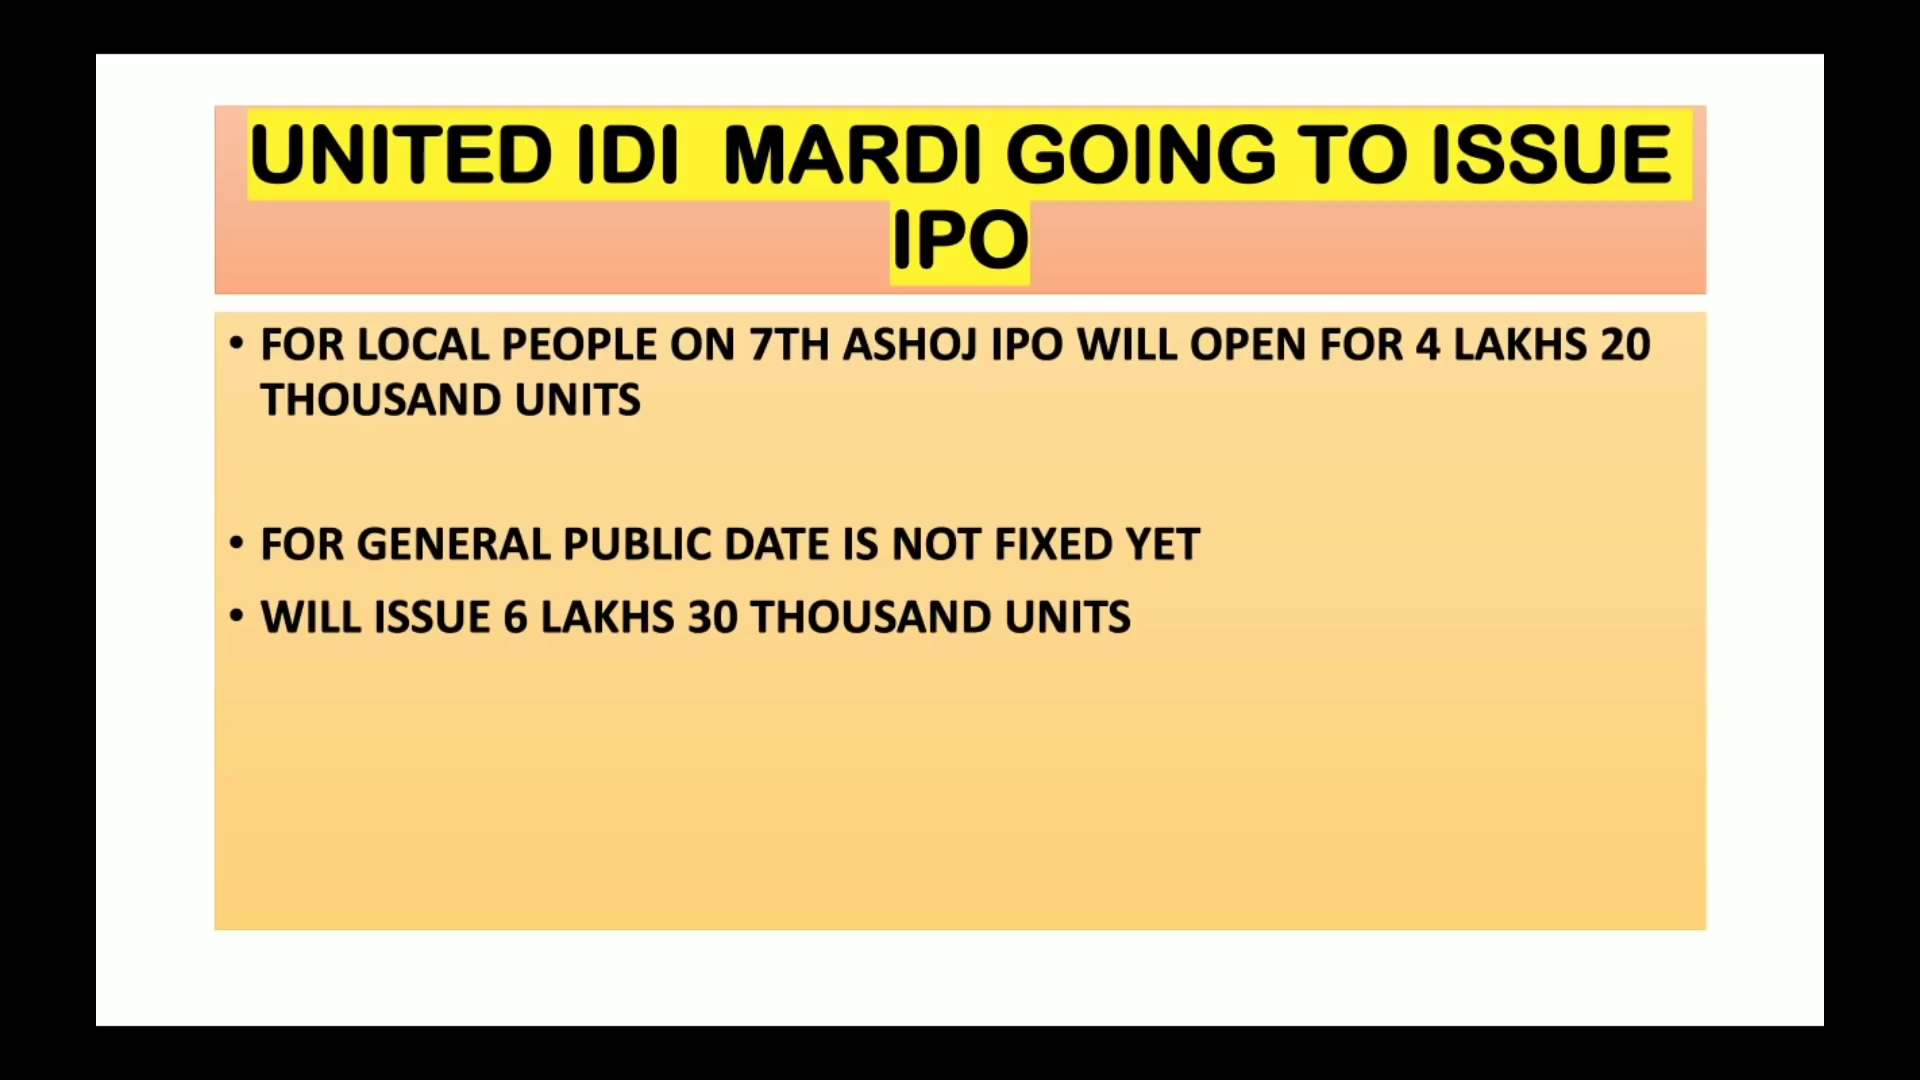 UNITED IDI MARDI GOING TO ISSUE
IPO
• FOR LOCAL PEOPLE ON 7TH ASHOJ IPO WILL OPEN FOR 4 LAKHS 20
THOUSAND UNITS
• FOR GENERAL PUBLIC DATE IS NOT FIXED YET
• WILL ISSUE 6 LAKHS 30 THOUSAND UNITS